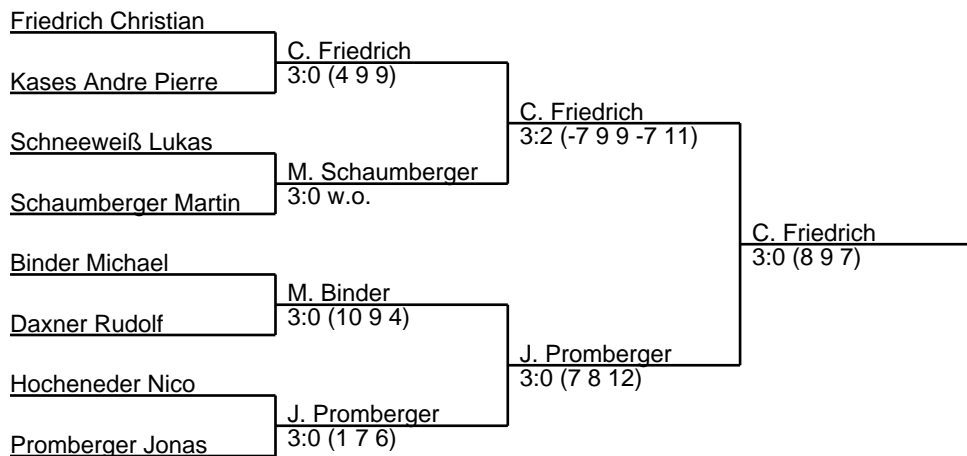 Friedrich Christian
C. Friedrich
3:0 (4 9 9)
Kases Andre Pierre
C. Friedrich
3:2 (-7 9 9 -7 11)
Schneeweiß Lukas
M. Schaumberger
3:0 w.o.
Schaumberger Martin
C. Friedrich
3:0 (8 9 7)
Binder Michael
M. Binder
3:0 (10 9 4)
Daxner Rudolf
J. Promberger
3:0 (7 8 12)
Hocheneder Nico
J. Promberger
3:0 (1 7 6)
Promberger Jonas